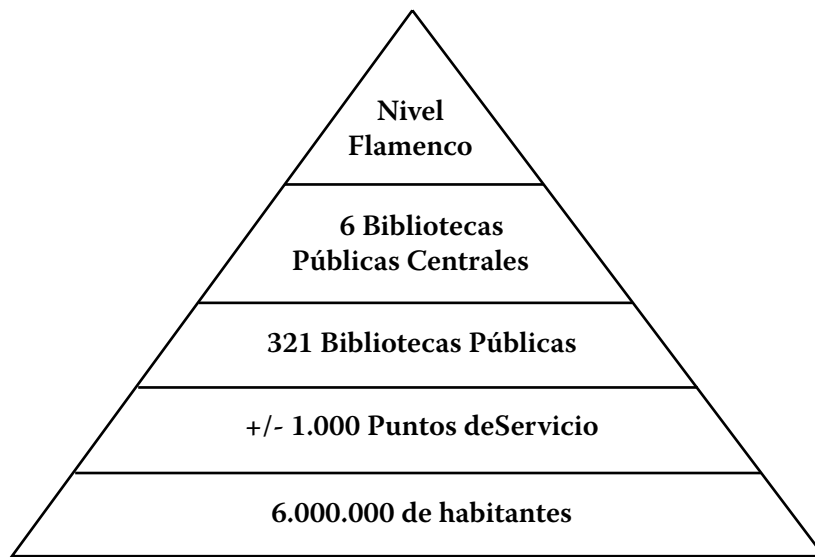 Nivel
Flamenco
6 Bibliotecas
Públicas Centrales
321 Bibliotecas Públicas
+/- 1.000 Puntos deServicio
6.000.000 de habitantes